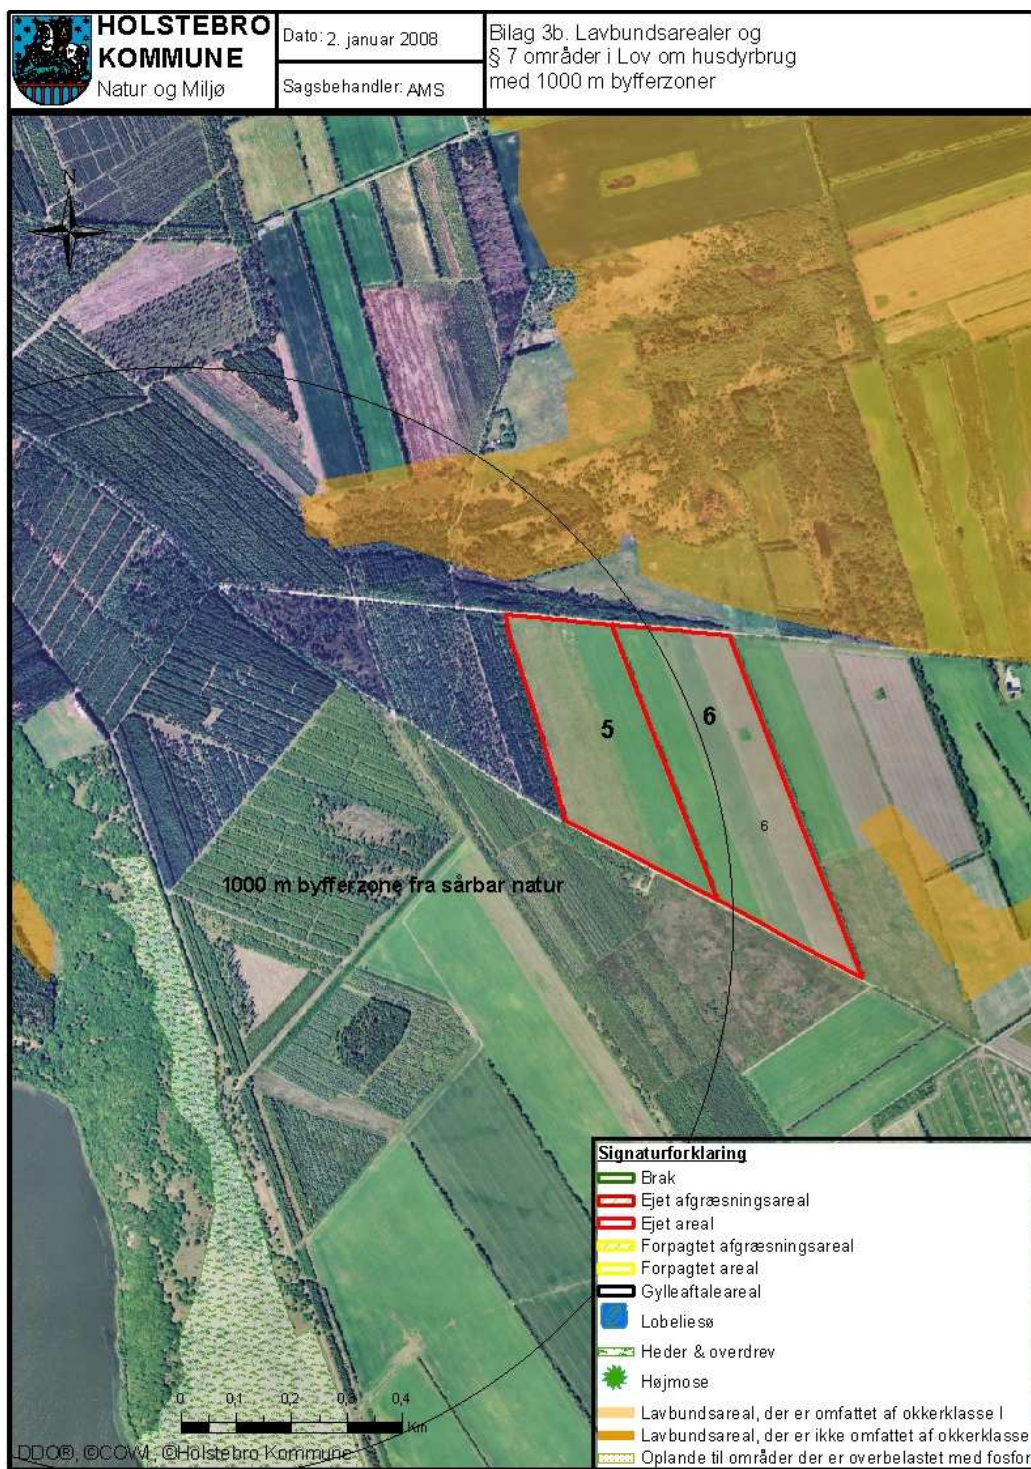 HOLSTEBRO
KOMMUNE
Natur og Miljø
Dato: 2. januar 2008
Sagsbehandler: AMS
Bilag 3b. Lavbundsarealer og
§ 7 områder i Lov om husdyrbrug
med 1000 m byfferzoner
N
5
6
6
1000 m byfferzone fra sårbar natur
Signaturforklaring
Brak
Ejet afgræsningsareal
Ejet areal
Forpagtet afgræsningsareal
Forpagtet areal
Gylleaftaleareal
Lobeliesø
Heder & overdrev
Højmose
Lavbundsareal, der er omfattet af okkerklasse I
Lavbundsareal, der er ikke omfattet af okkerklasse
Oplande til områder der er overbelastet med fosfor
0 0,1 0,2 0,3 0,4
Km
DDO®, ©COWI, ©Holstebro Kommune